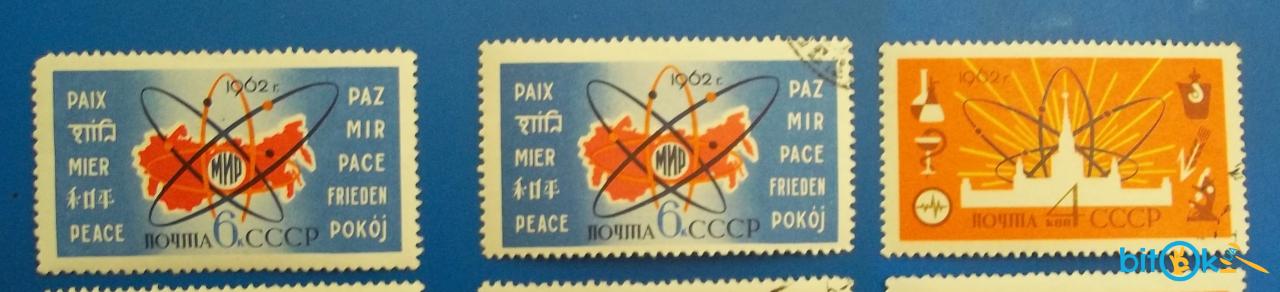 1962 г.
PAIX
शांति
MIER
和平
PEACE
PAZ
MIR
PACE
FRIEDEN
POKÓJ
МИР
ПОЧТА 6к СССР
1962 г.
PAIX
शांति
MIER
和平
PEACE
PAZ
MIR
PACE
FRIEDEN
POKÓJ
МИР
ПОЧТА 6к СССР
1962 г.
ПОЧТА 4 коп СССР